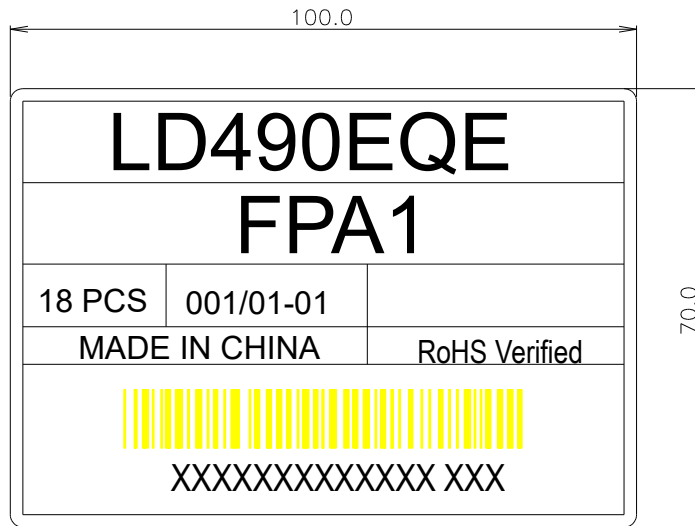 100.0
LD490EQE
FPA1
70.0
18 PCS 001/01-01
MADE IN CHINA RoHS Verified
XXXXXXXXXXXXX XXX